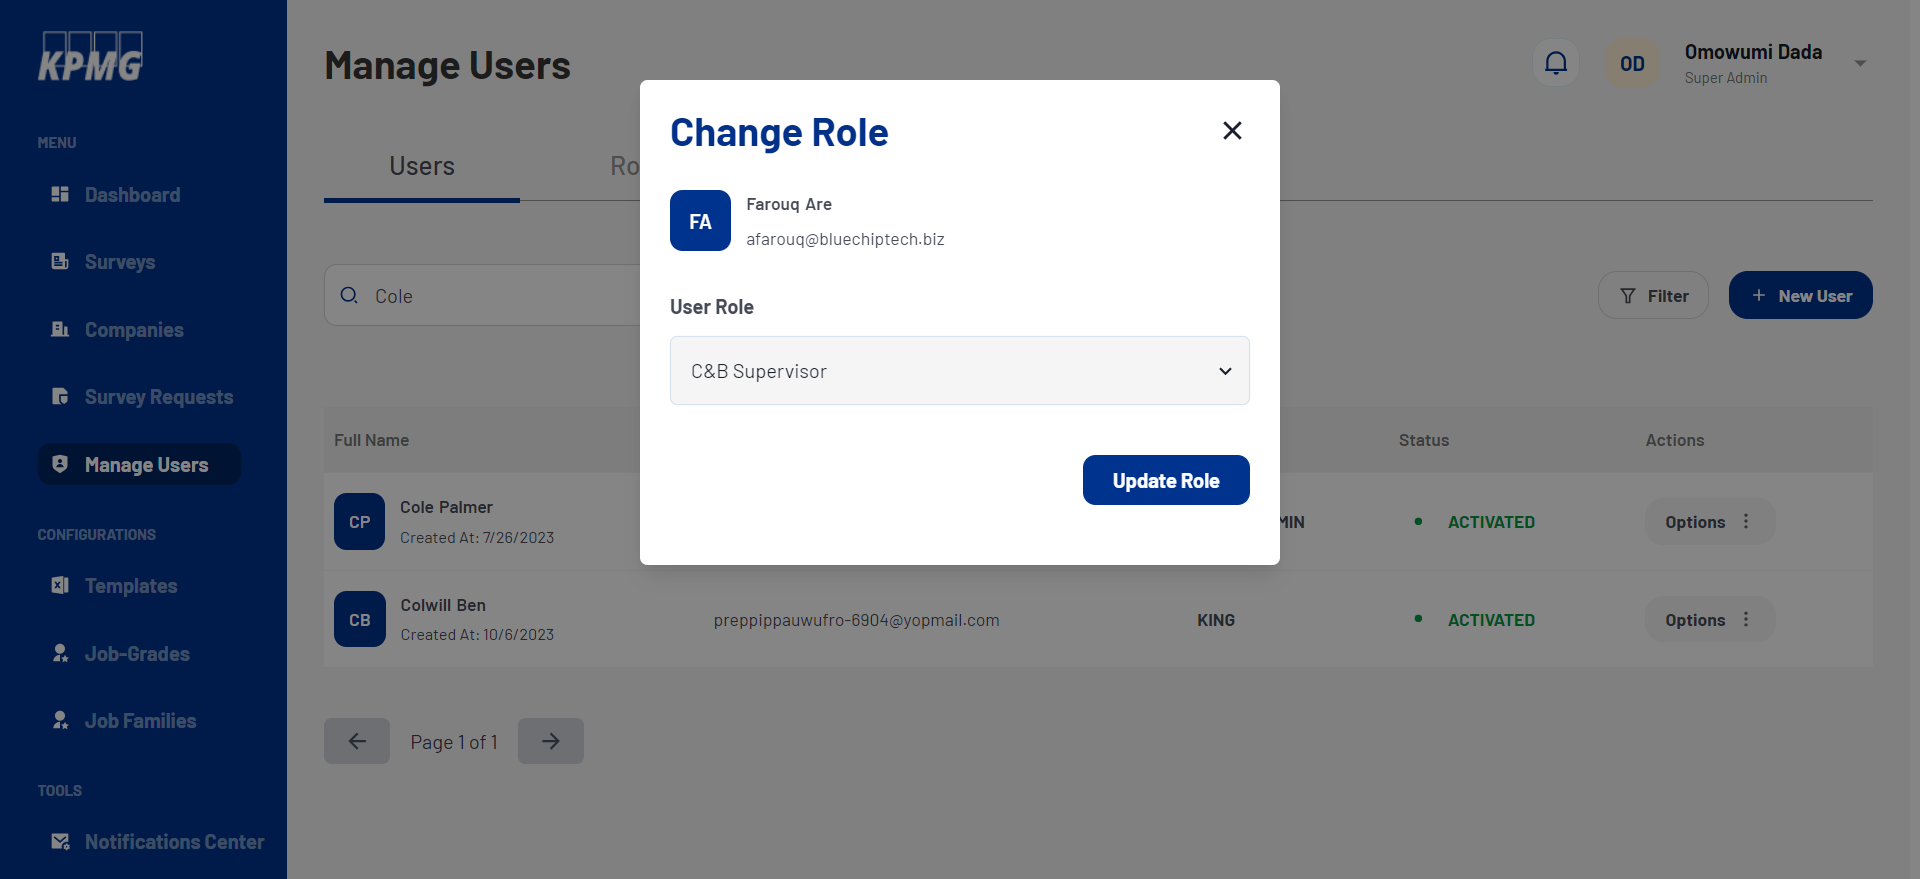 KPMG
MENU
Dashboard
Surveys
Companies
Survey Requests
Manage Users
CONFIGURATIONS
Templates
Job-Grades
Job Families
TOOLS
Notifications Center
Manage Users
OD
Omowumi Dada
Super Admin
Users
Cole
Filter
+ New User
Full Name
Status
Actions
CP
Cole Palmer
Created At: 7/26/2023
ACTIVATED
Options
CB
Colwill Ben
Created At: 10/6/2023
preppippauwufro-6904@yopmail.com
KING
ACTIVATED
Options
Page 1 of 1
Change Role
FA
Farouq Are
afarouq@bluechiptech.biz
User Role
C&B Supervisor
Update Role